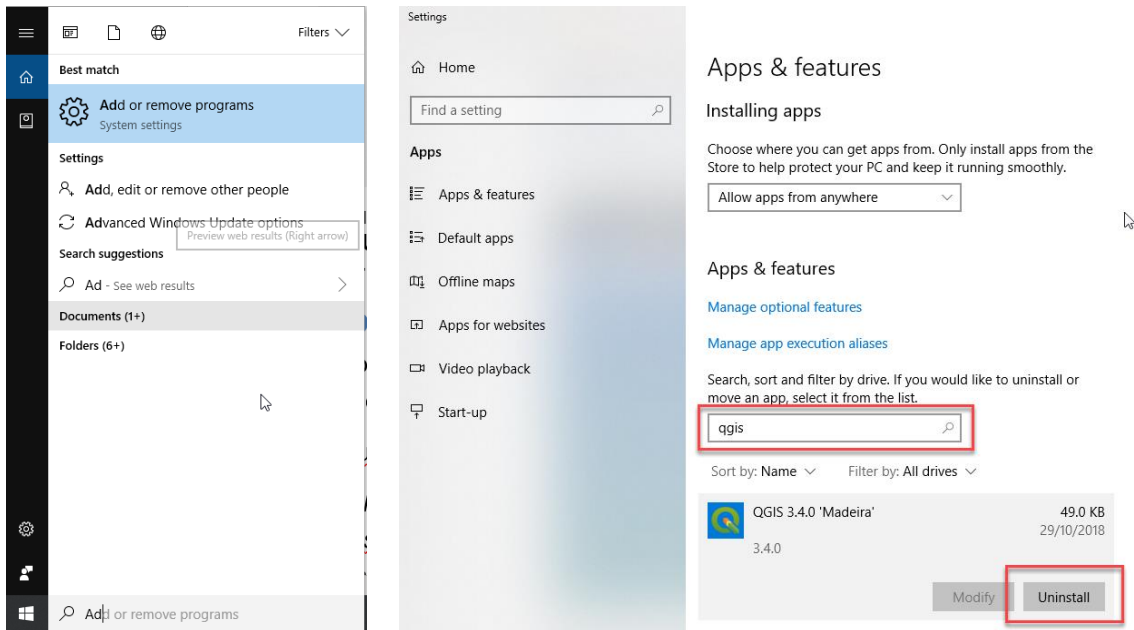 Filters
Best match
Add or remove programs
System settings
Settings
Add, edit or remove other people
Advanced Windows Update options
Preview web results (Right arrow)
Search suggestions
Ad - See web results
Documents (1+)
Folders (6+)
Add or remove programs
Settings
Home
Find a setting
Apps
Apps & features
Default apps
Offline maps
Apps for websites
Video playback
Start-up
Apps & features
Installing apps
Choose where you can get apps from. Only install apps from the
Store to help protect your PC and keep it running smoothly.
Allow apps from anywhere
Apps & features
Manage optional features
Manage app execution aliases
Search, sort and filter by drive. If you would like to uninstall or
move an app, select it from the list.
qgis
Sort by: Name Filter by: All drives
QGIS 3.4.0 'Madeira' 49.0 KB
29/10/2018
3.4.0
Modify Uninstall